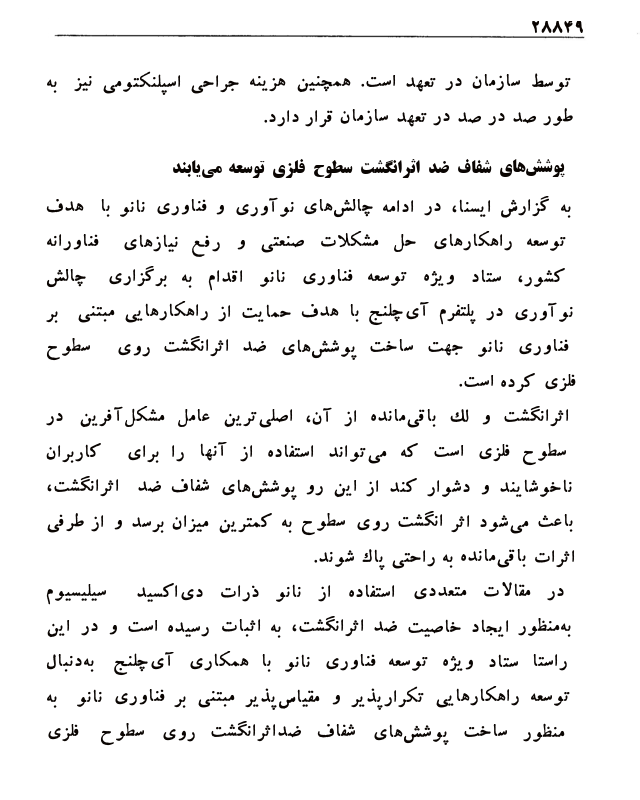 ۲۸۸۴۹
توسط سازمان در تعهد است. همچنین هزینه جراحی اسپلنکتومی نیز به
طور صد در صد در تعهد سازمان قرار دارد.
پوشش‌های شفاف ضد اثرانگشت سطوح فلزی توسعه می‌یابند
به گزارش ایسنا، در ادامه چالش‌های نوآوری و فناوری نانو با هدف
توسعه راهکارهای حل مشکلات صنعتی و رفع نیازهای فناورانه
کشور، ستاد ویژه توسعه فناوری نانو اقدام به برگزاری چالش
نوآوری در پلتفرم آی‌چلنج با هدف حمایت از راهکارهایی مبتنی بر
فناوری نانو جهت ساخت پوشش‌های ضد اثرانگشت روی سطوح
فلزی کرده است.
اثرانگشت و لك باقی‌مانده از آن، اصلی‌ترین عامل مشکل‌آفرین در
سطوح فلزی است که می‌تواند استفاده از آنها را برای کاربران
ناخوشایند و دشوار کند از این رو پوشش‌های شفاف ضد اثرانگشت،
باعث می‌شود اثر انگشت روی سطوح به کمترین میزان برسد و از طرفی
اثرات باقی‌مانده به راحتی پاك شوند.
در مقالات متعددی استفاده از نانو ذرات دی‌اکسید سیلیسیوم
به‌منظور ایجاد خاصیت ضد اثرانگشت، به اثبات رسیده است و در این
راستا ستاد ویژه توسعه فناوری نانو با همکاری آی‌چلنج به‌دنبال
توسعه راهکارهایی تکرارپذیر و مقیاس‌پذیر مبتنی بر فناوری نانو به
منظور ساخت پوشش‌های شفاف ضداثرانگشت روی سطوح فلزی